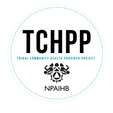 TCHPP
TRIBAL COMMUNITY HEALTH PROVIDER PROJECT
NPAIHB